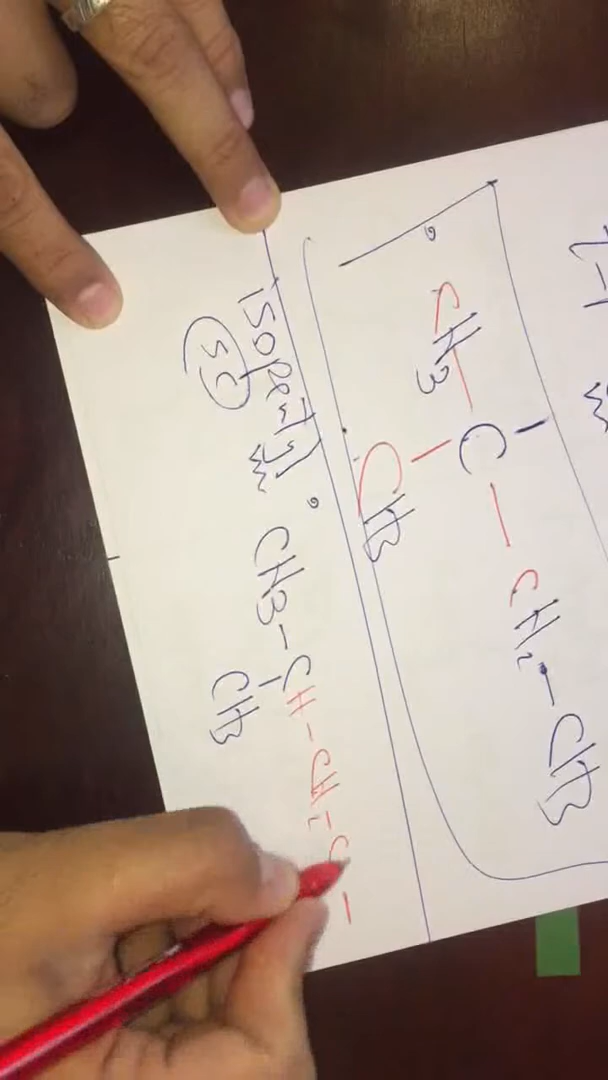 CH3 — C — CH2 — CH3
CH3
isopentyl
5C
CH3 — CH — CH2 — C —
CH3